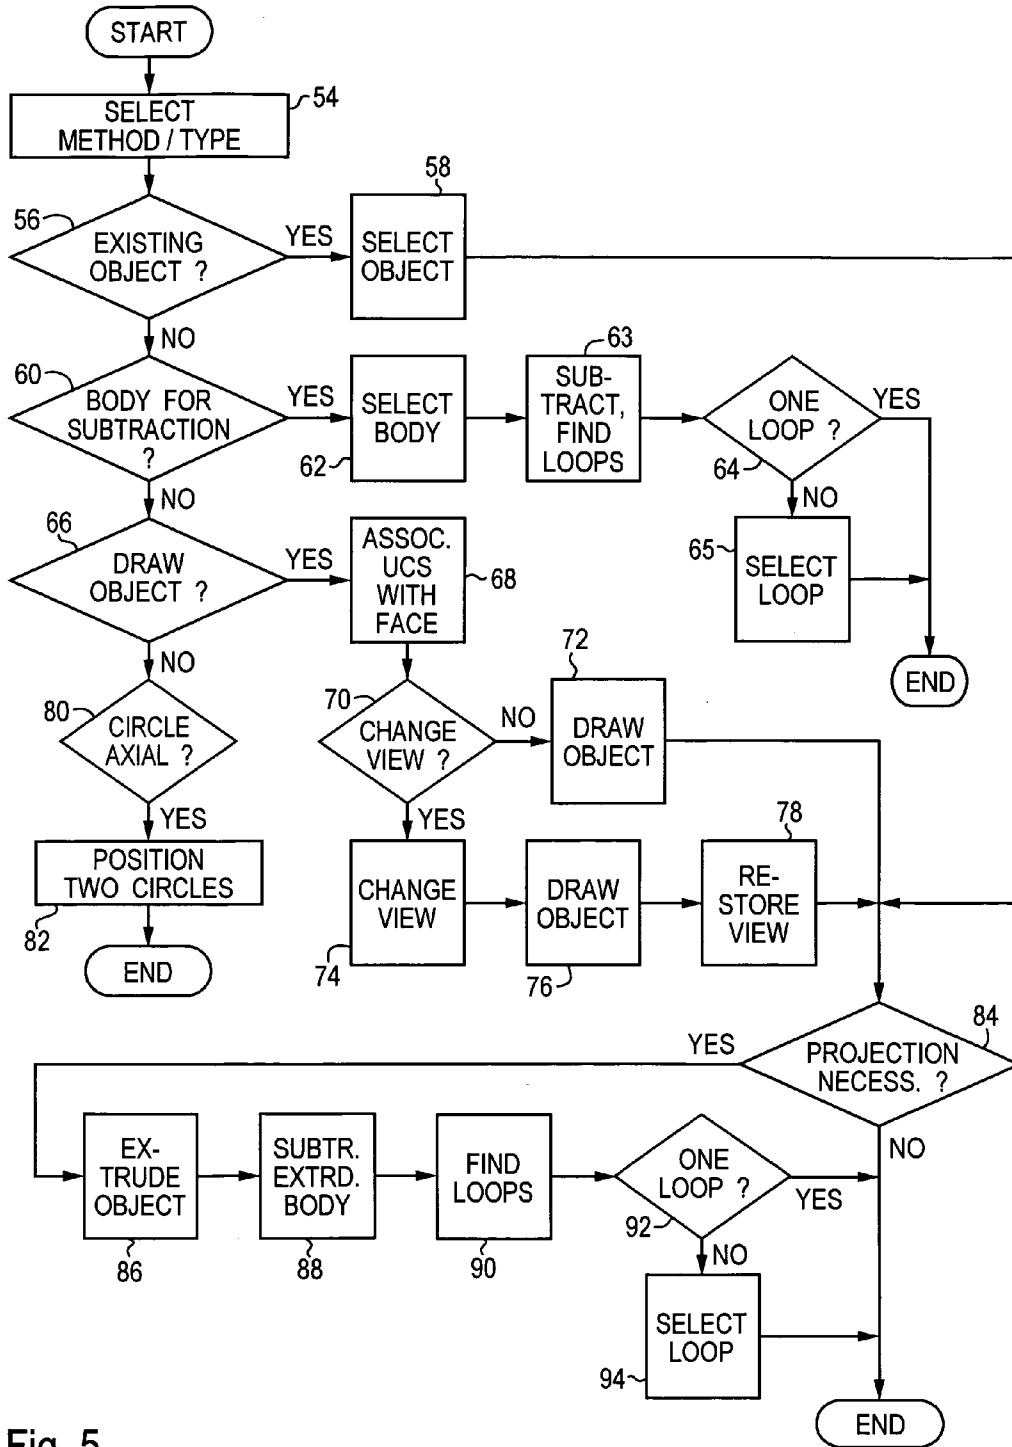 START
SELECT
METHOD / TYPE
54
56
EXISTING
OBJECT ?
YES
58
SELECT
OBJECT
NO
60
BODY FOR
SUBTRACTION
?
YES
SELECT
BODY
62
63
SUB-
TRACT,
FIND
LOOPS
ONE
LOOP ?
64
YES
NO
65
SELECT
LOOP
END
NO
66
DRAW
OBJECT ?
YES
ASSOC.
UCS
WITH
FACE
68
NO
80
CIRCLE
AXIAL ?
YES
POSITION
TWO CIRCLES
82
END
70
CHANGE
VIEW ?
NO
72
DRAW
OBJECT
YES
CHANGE
VIEW
74
DRAW
OBJECT
76
78
RE-
STORE
VIEW
84
PROJECTION
NECESS. ?
YES
NO
EX-
TRUDE
OBJECT
86
SUBTR.
EXTRD.
BODY
88
FIND
LOOPS
90
ONE
LOOP ?
92
YES
NO
SELECT
LOOP
94
END
Fig. 5